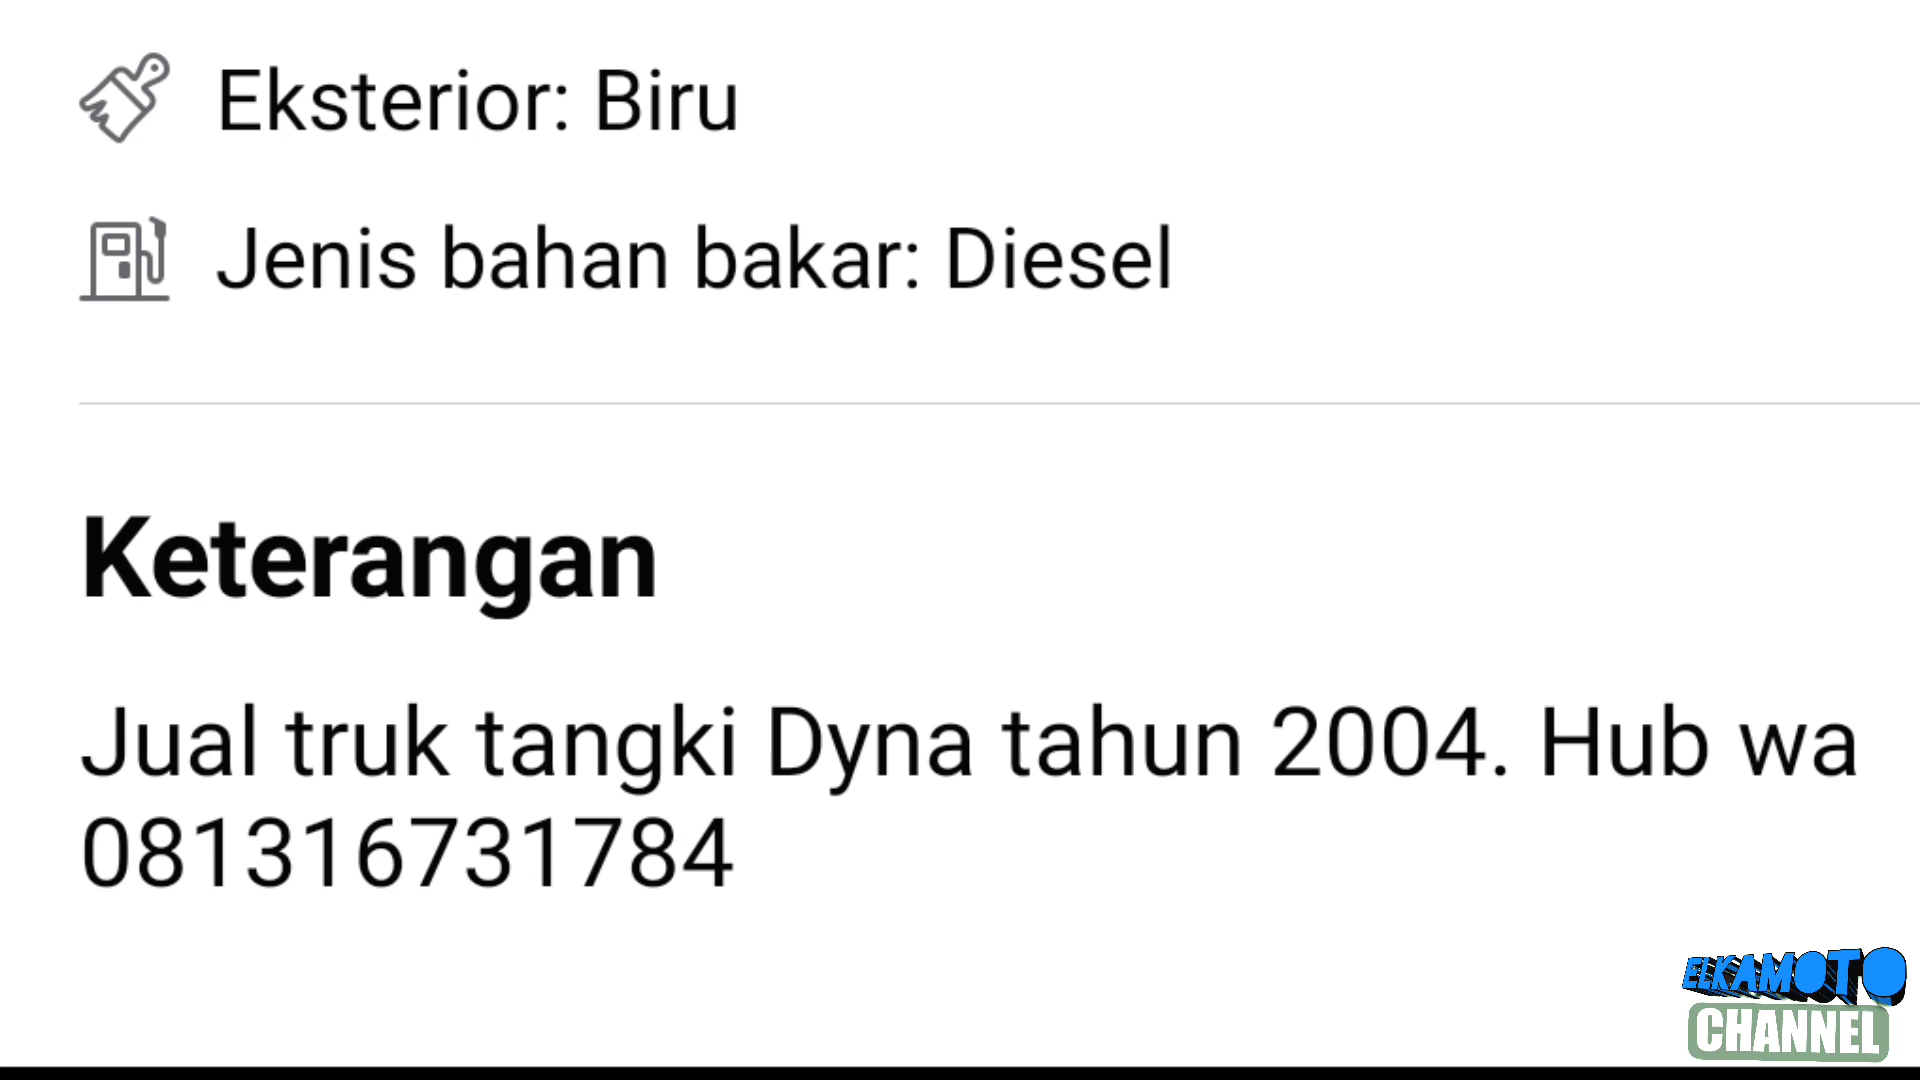 Eksterior: Biru
Jenis bahan bakar: Diesel
Keterangan
Jual truk tangki Dyna tahun 2004. Hub wa
081316731784
ELKAMOTO
CHANNEL